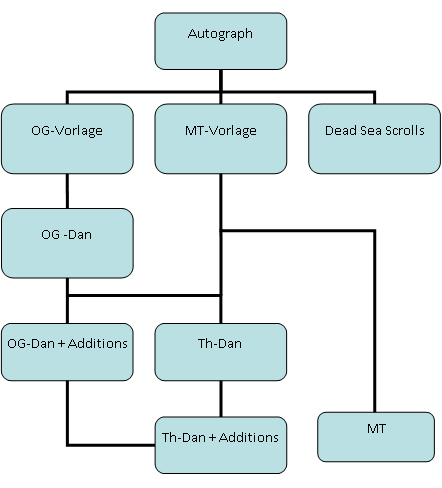 Autograph
OG-Vorlage
MT-Vorlage
Dead Sea Scrolls
OG -Dan
OG-Dan + Additions
Th-Dan
Th-Dan + Additions
MT